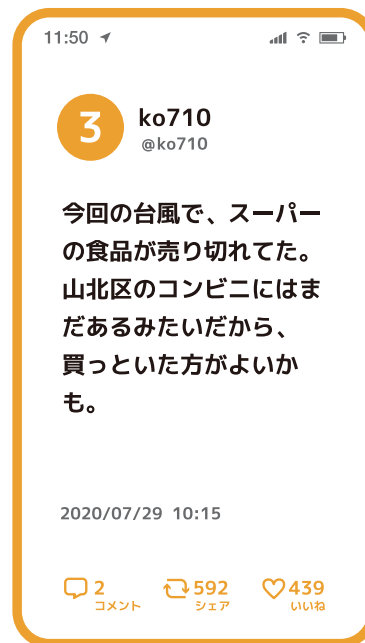 11:50
3
ko710
@ko710
今回の台風で、スーパー
の食品が売り切れてた。
山北区のコンビニにはま
だあるみたいだから、
買っといた方がよいか
も。
2020/07/29 10:15
2 592 439
コメント シェア いいね